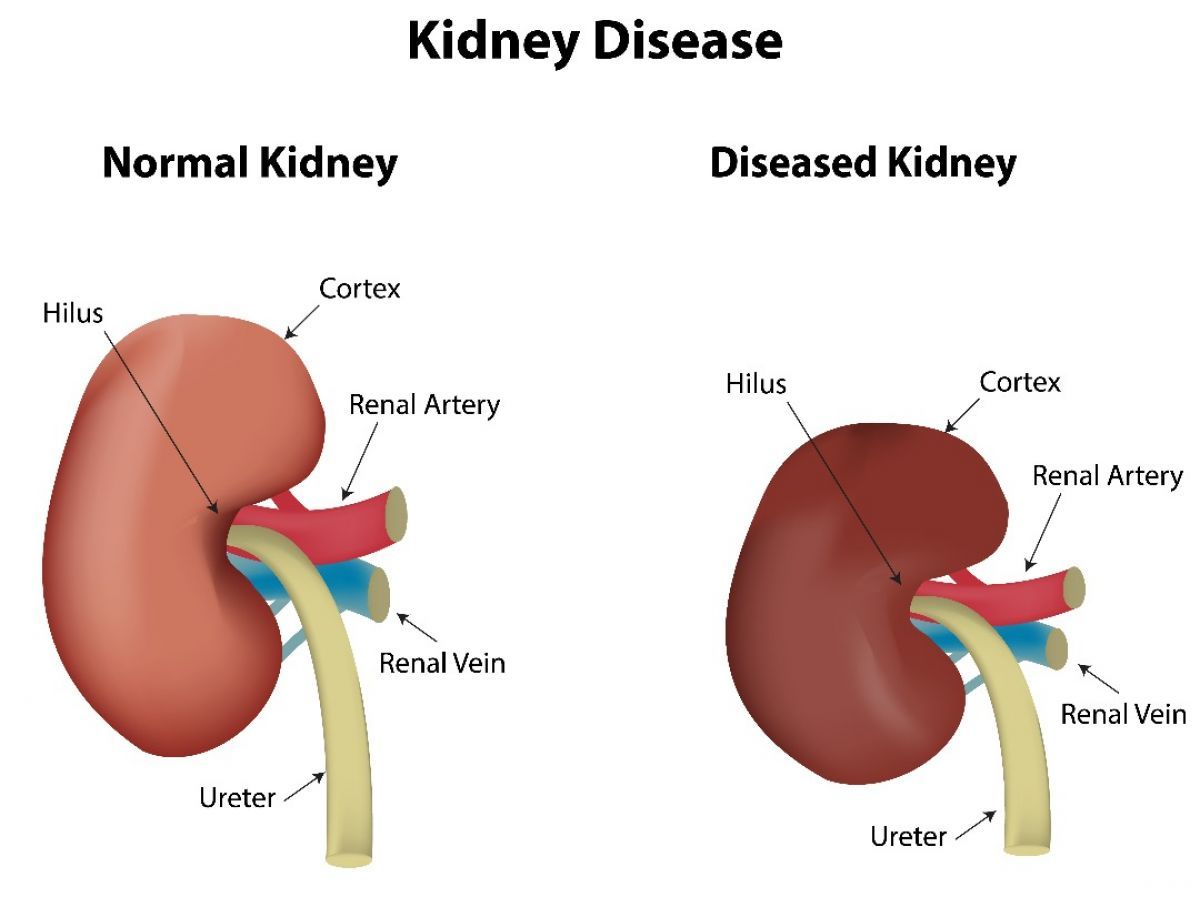 Kidney Disease
Normal Kidney
Diseased Kidney
Hilus
Cortex
Renal Artery
Renal Vein
Ureter
Hilus
Cortex
Renal Artery
Renal Vein
Ureter